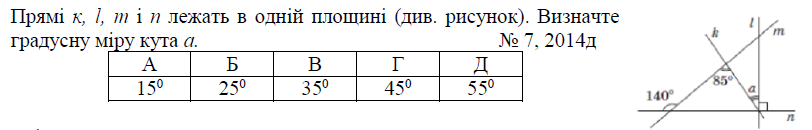 Прямі к, l, m і n лежать в одній площині (див. рисунок). Визначте
градусну міру кута а. № 7, 2014д
А Б В Г Д
15⁰ 25⁰ 35⁰ 45⁰ 55⁰
l
k m
85°
140° a
n